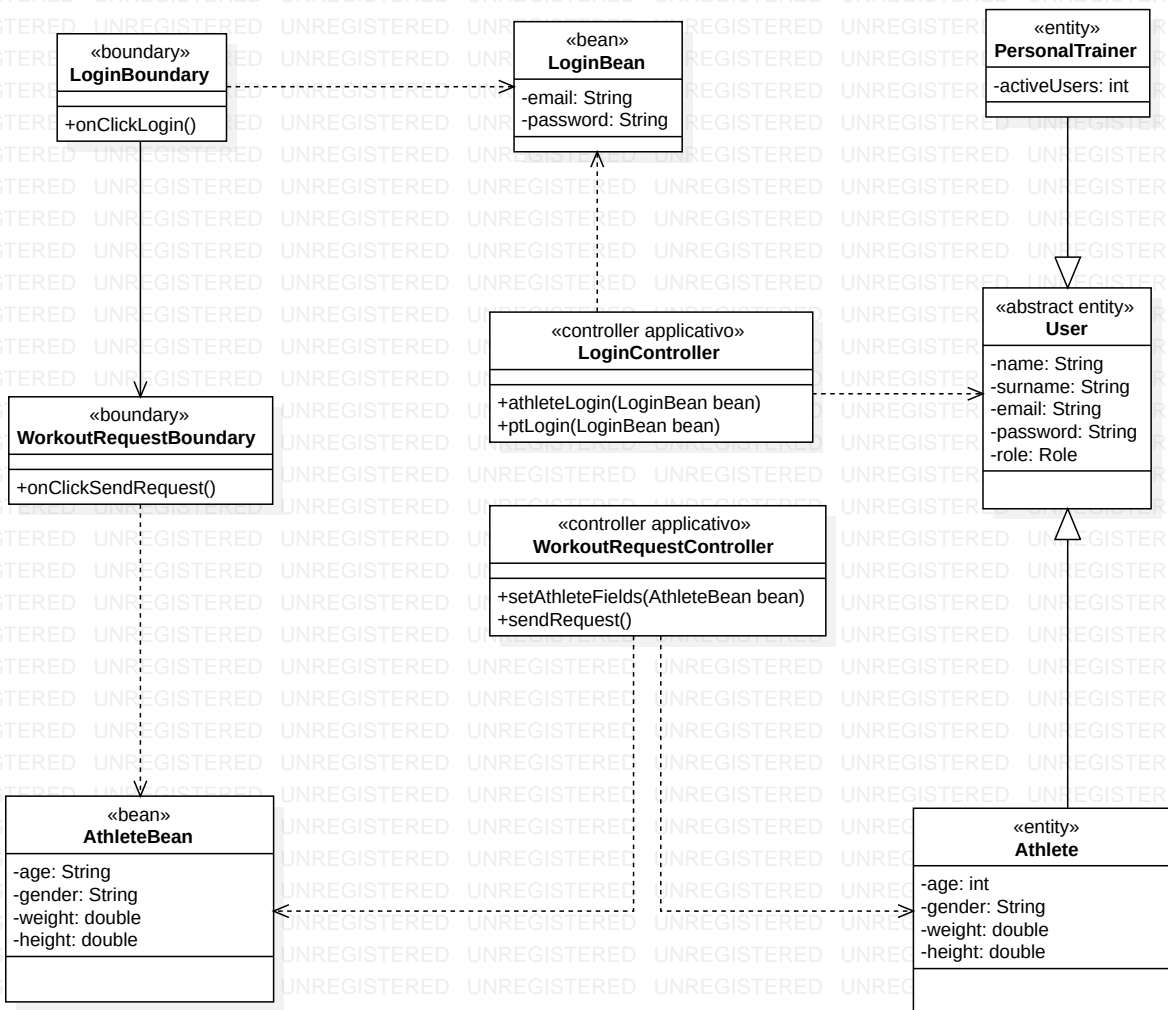 «boundary»
LoginBoundary
+onClickLogin()
«bean»
LoginBean
-email: String
-password: String
«entity»
PersonalTrainer
-activeUsers: int
«abstract entity»
User
-name: String
-surname: String
-email: String
-password: String
-role: Role
«controller applicativo»
LoginController
+athleteLogin(LoginBean bean)
+ptLogin(LoginBean bean)
«boundary»
WorkoutRequestBoundary
+onClickSendRequest()
«controller applicativo»
WorkoutRequestController
+setAthleteFields(AthleteBean bean)
+sendRequest()
«bean»
AthleteBean
-age: String
-gender: String
-weight: double
-height: double
«entity»
Athlete
-age: int
-gender: String
-weight: double
-height: double
UNREGISTERED